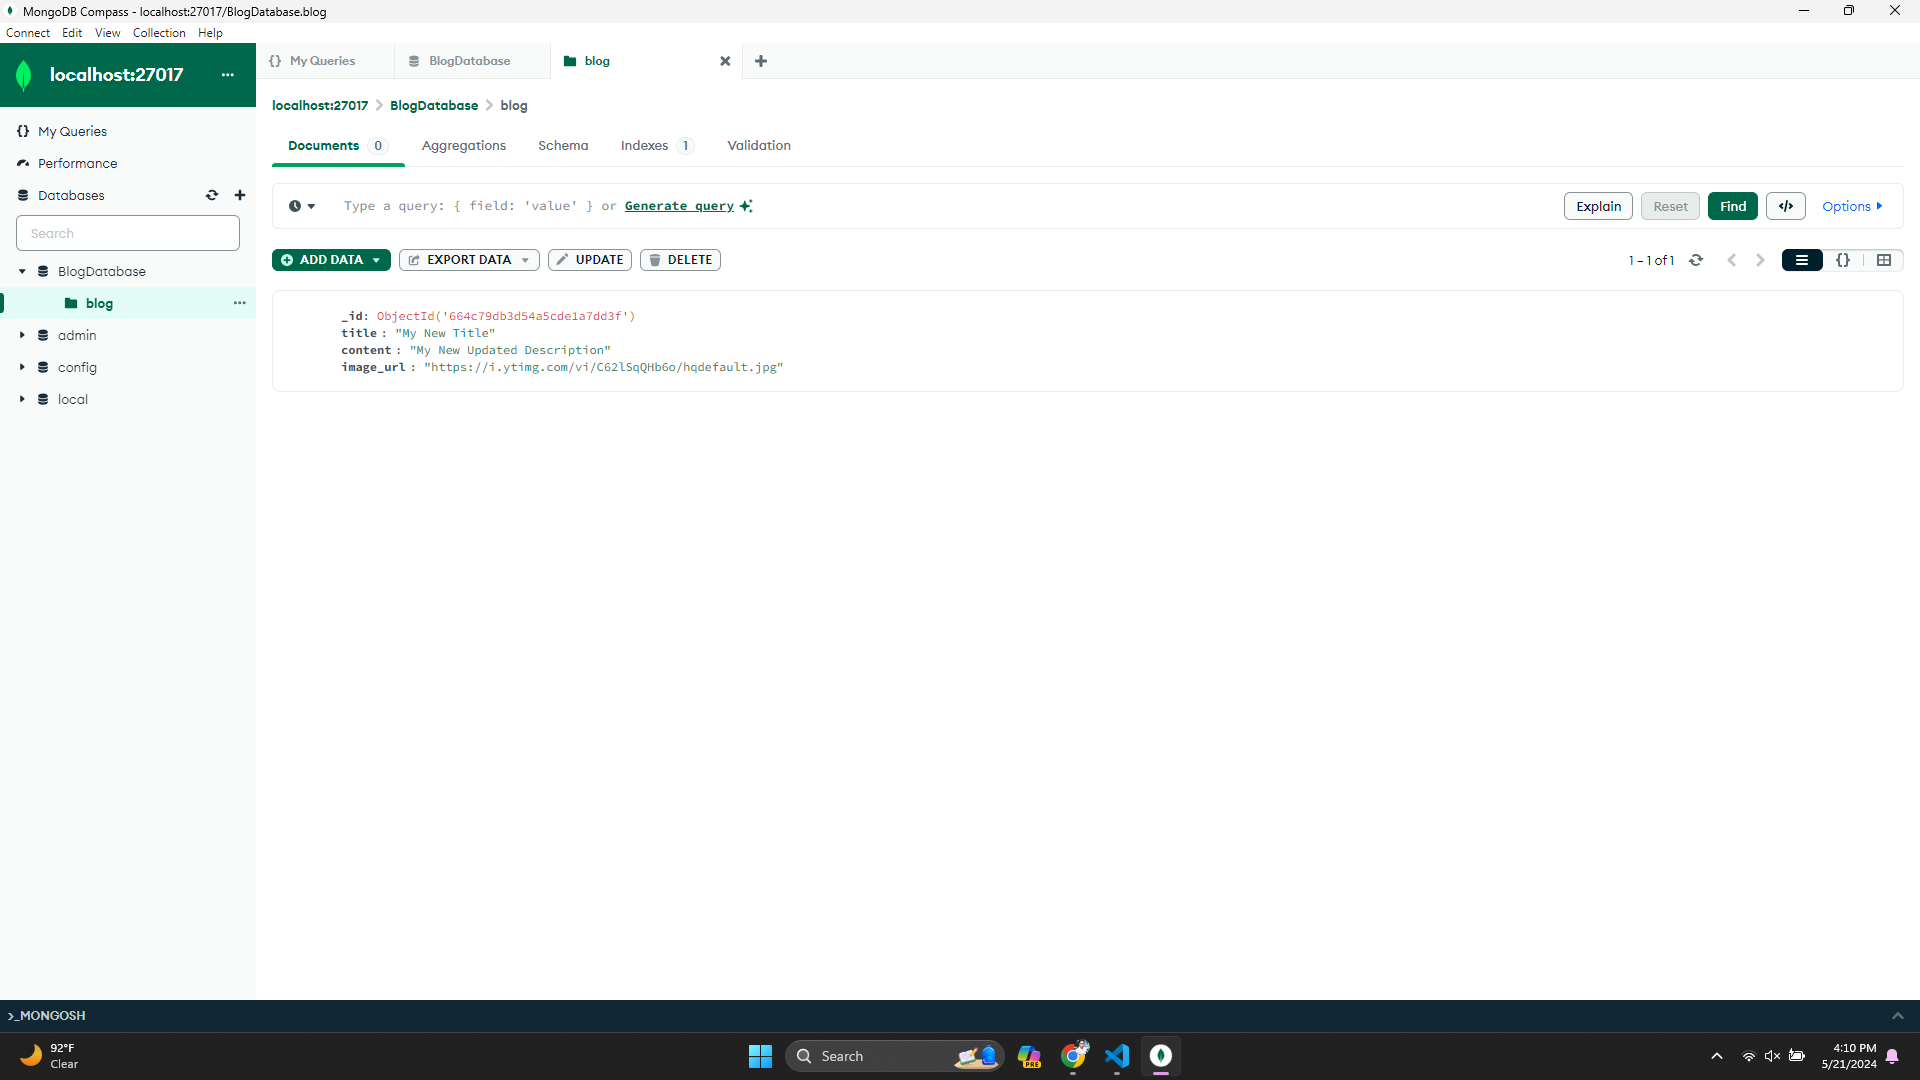 MongoDB Compass - localhost:27017/BlogDatabase.blog
Connect Edit View Collection Help
localhost:27017 ...
{} My Queries BlogDatabase blog
localhost:27017 > BlogDatabase > blog
My Queries
Performance
Databases
Search
BlogDatabase
blog ...
admin
config
local
Documents 0 Aggregations Schema Indexes 1 Validation
Type a query: { field: 'value' } or Generate query
Explain Reset Find </> Options
ADD DATA EXPORT DATA UPDATE DELETE
1 – 1 of 1 {}
_id: ObjectId('664c79db3d54a5cde1a7dd3f')
title : "My New Title"
content : "My New Updated Description"
image_url : "https://i.ytimg.com/vi/C62lSqQHb6o/hqdefault.jpg"
>_MONGOSH
92°F
Clear
Search
PRE
4:10 PM
5/21/2024